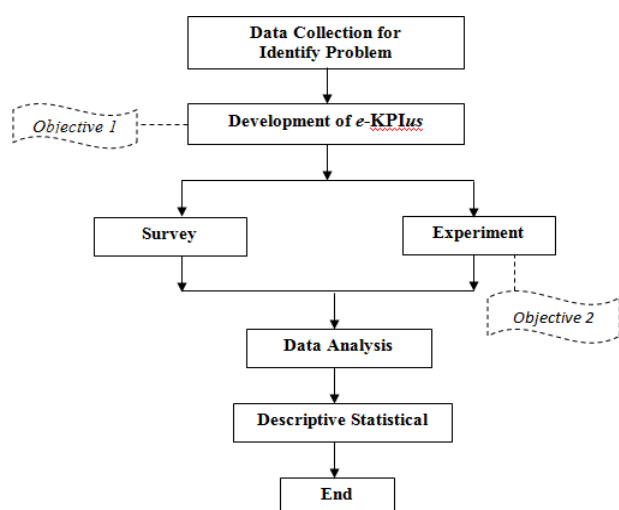 Data Collection for
Identify Problem
Objective 1
Development of e-KPIus
Survey
Experiment
Objective 2
Data Analysis
Descriptive Statistical
End